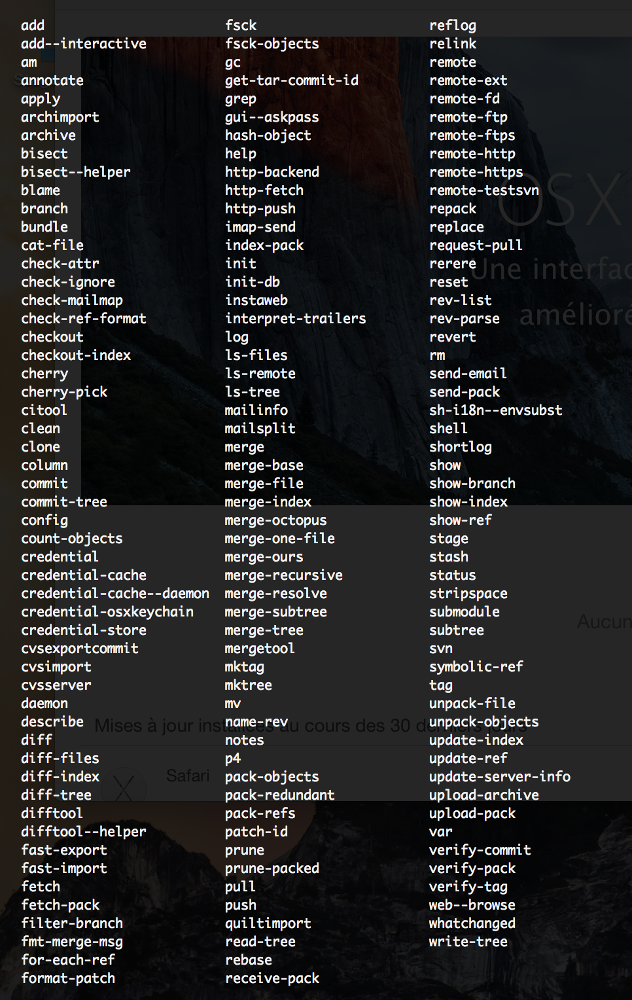 add
add--interactive
am
annotate
apply
archimport
archive
bisect
bisect--helper
blame
branch
bundle
cat-file
check-attr
check-ignore
check-mailmap
check-ref-format
checkout
checkout-index
cherry
cherry-pick
citool
clean
clone
column
commit
commit-tree
config
count-objects
credential
credential-cache
credential-cache--daemon
credential-osxkeychain
credential-store
cvsexportcommit
cvsimport
cvsserver
daemon
describe
diff
diff-files
diff-index
diff-tree
difftool
difftool--helper
fast-export
fast-import
fetch
fetch-pack
filter-branch
fmt-merge-msg
for-each-ref
format-patch
fsck
fsck-objects
gc
get-tar-commit-id
grep
gui--askpass
hash-object
help
http-backend
http-fetch
http-push
imap-send
index-pack
init
init-db
instaweb
interpret-trailers
log
ls-files
ls-remote
ls-tree
mailinfo
mailsplit
merge
merge-base
merge-file
merge-index
merge-octopus
merge-one-file
merge-ours
merge-recursive
merge-resolve
merge-subtree
merge-tree
mergetool
mktag
mktree
mv
name-rev
notes
p4
pack-objects
pack-redundant
pack-refs
patch-id
prune
prune-packed
pull
push
quiltimport
read-tree
rebase
receive-pack
reflog
relink
remote
remote-ext
remote-fd
remote-ftp
remote-ftps
remote-http
remote-https
remote-testsvn
repack
replace
request-pull
rerere
reset
rev-list
rev-parse
revert
rm
send-email
send-pack
sh-i18n--envsubst
shell
shortlog
show
show-branch
show-index
show-ref
stage
stash
status
stripspace
submodule
subtree
svn
symbolic-ref
tag
unpack-file
unpack-objects
update-index
update-ref
update-server-info
upload-archive
upload-pack
var
verify-commit
verify-pack
verify-tag
web--browse
whatchanged
write-tree
OS X
Une interfac
amélioré
Aucun
Mises à jour installées au cours des 30 derniers jours
Safari